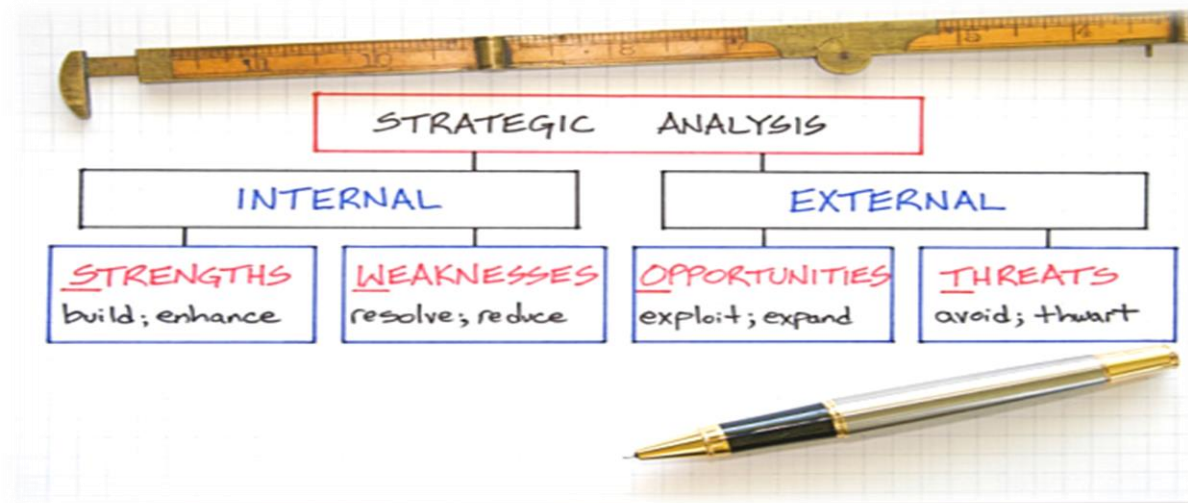 STRATEGIC ANALYSIS
INTERNAL
EXTERNAL
STRENGTHS
build; enhance
WEAKNESSES
resolve; reduce
OPPORTUNITIES
exploit; expand
THREATS
avoid; thwart